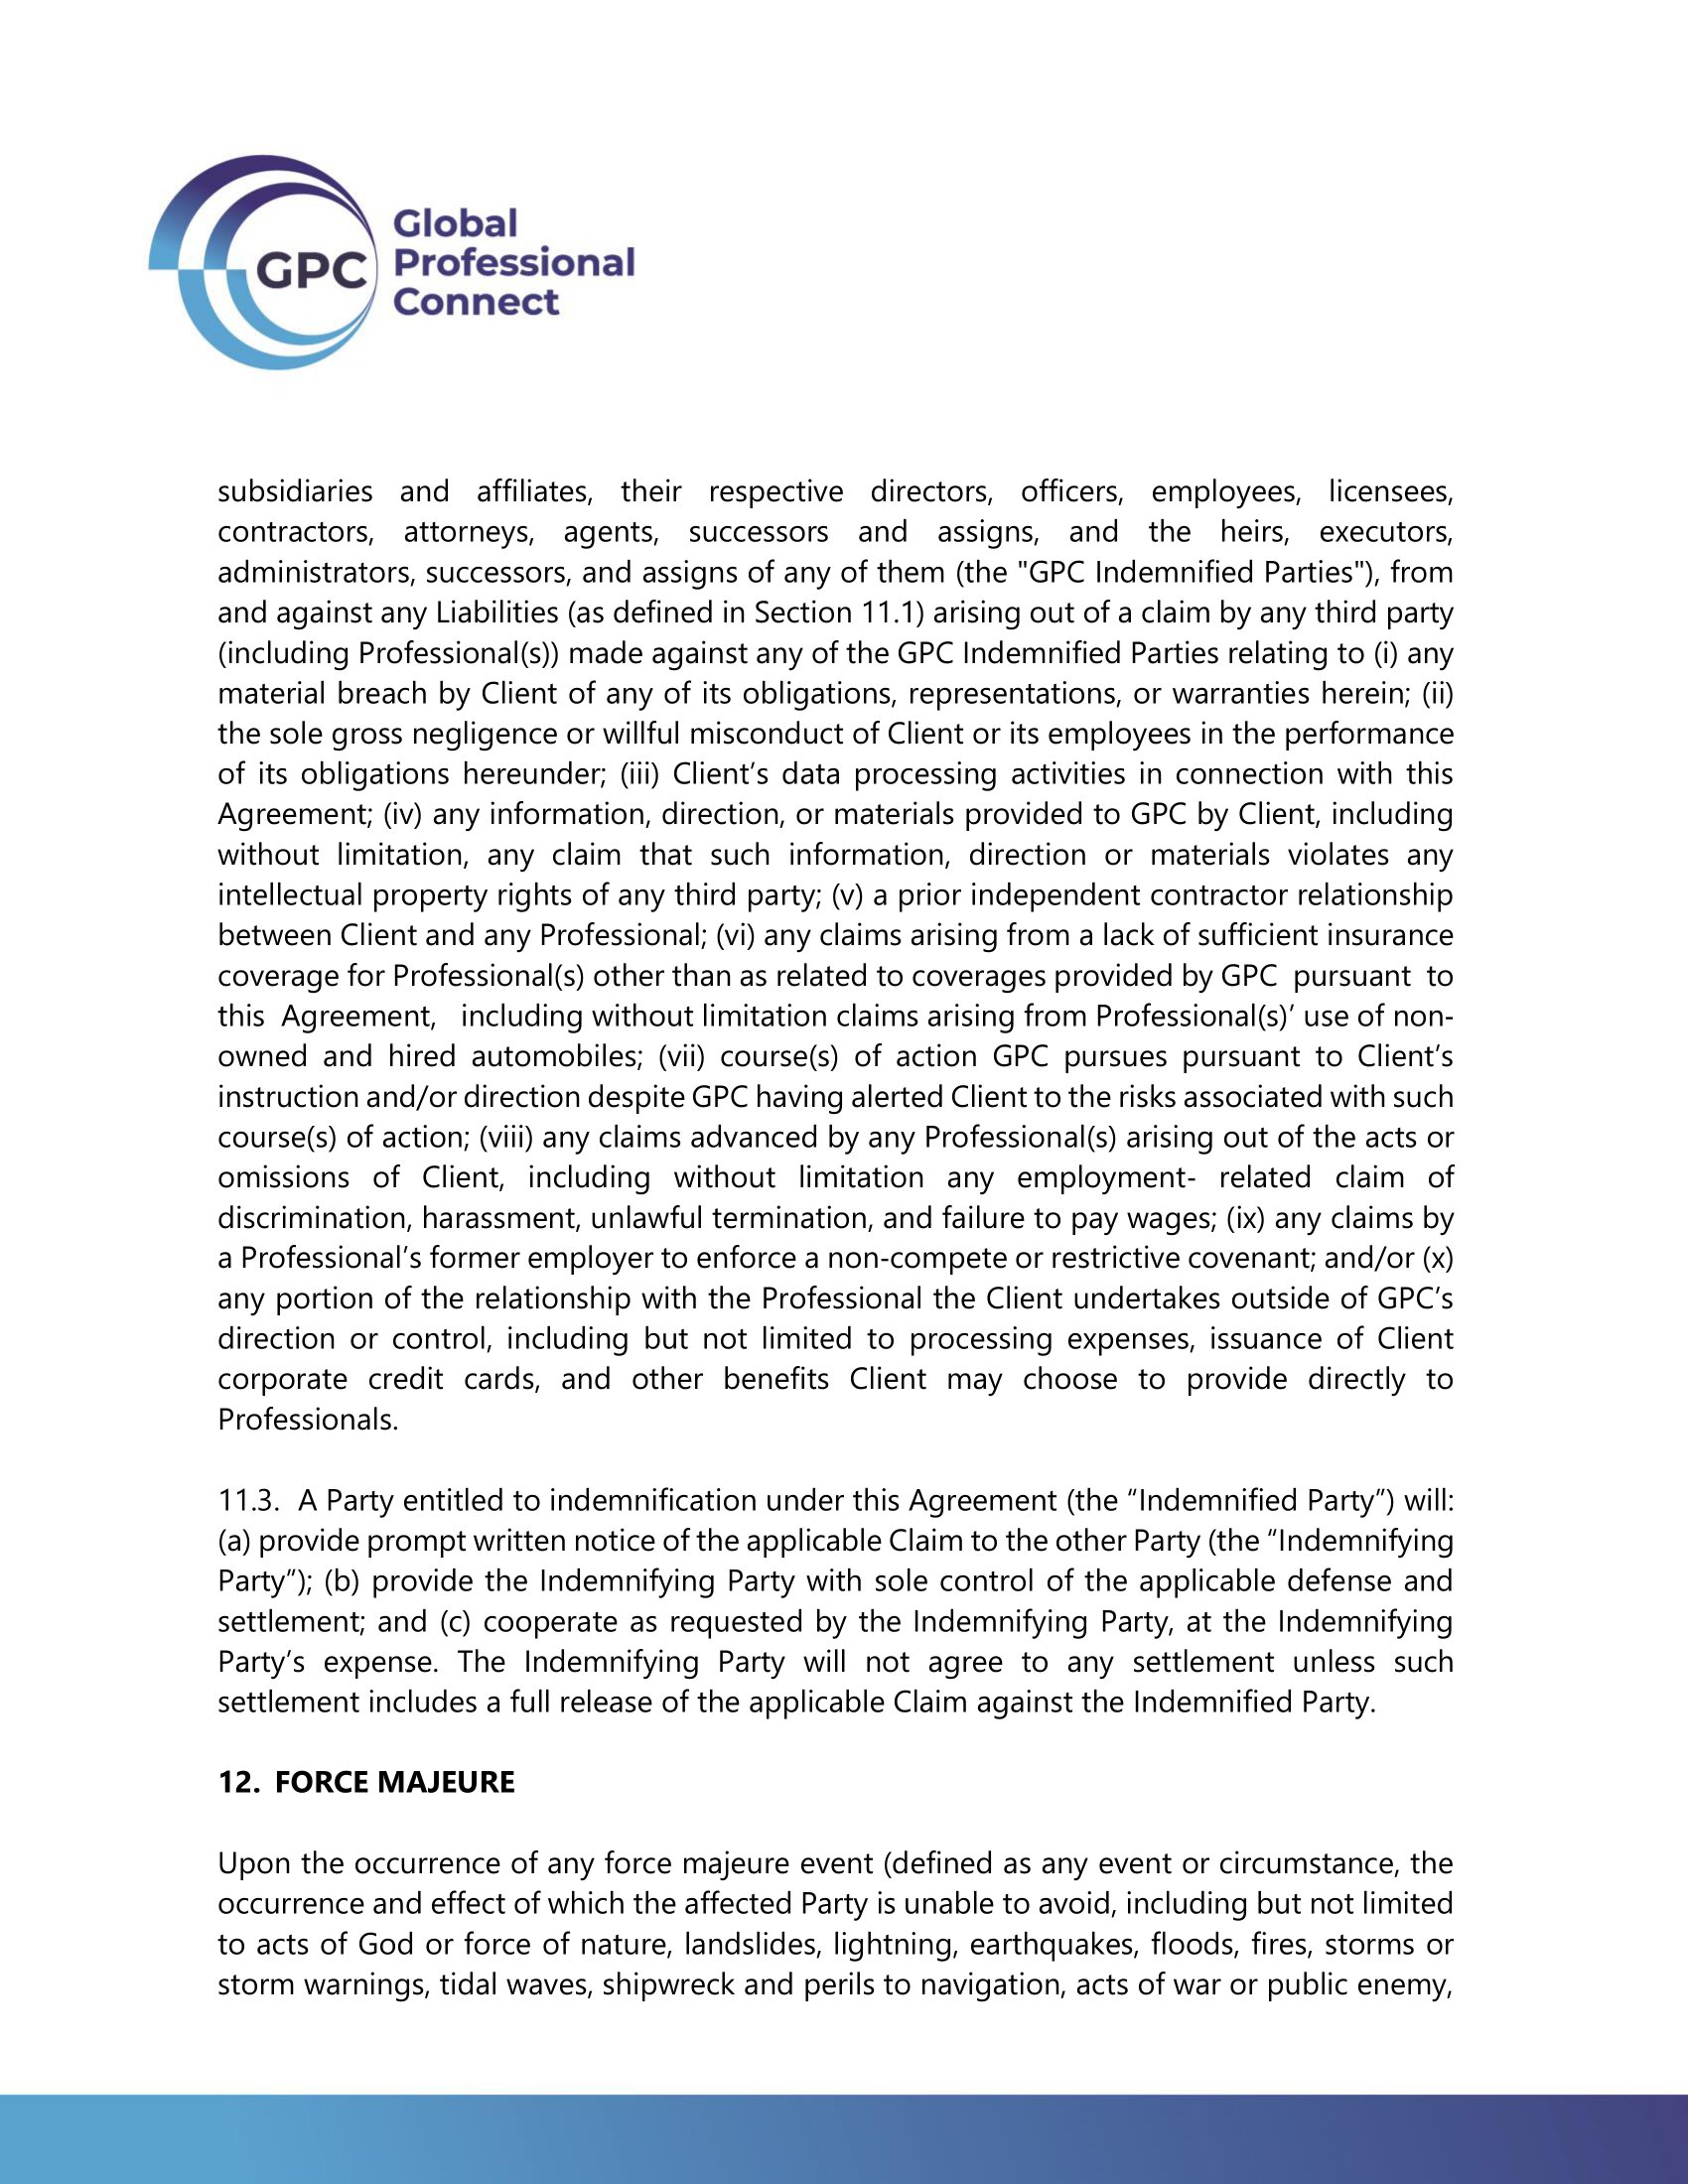 GPC
Global
Professional
Connect
subsidiaries and affiliates, their respective directors, officers, employees, licensees,
contractors, attorneys, agents, successors and assigns, and the heirs, executors,
administrators, successors, and assigns of any of them (the "GPC Indemnified Parties"), from
and against any Liabilities (as defined in Section 11.1) arising out of a claim by any third party
(including Professional(s)) made against any of the GPC Indemnified Parties relating to (i) any
material breach by Client of any of its obligations, representations, or warranties herein; (ii)
the sole gross negligence or willful misconduct of Client or its employees in the performance
of its obligations hereunder; (iii) Client’s data processing activities in connection with this
Agreement; (iv) any information, direction, or materials provided to GPC by Client, including
without limitation, any claim that such information, direction or materials violates any
intellectual property rights of any third party; (v) a prior independent contractor relationship
between Client and any Professional; (vi) any claims arising from a lack of sufficient insurance
coverage for Professional(s) other than as related to coverages provided by GPC pursuant to
this Agreement, including without limitation claims arising from Professional(s)’ use of non-
owned and hired automobiles; (vii) course(s) of action GPC pursues pursuant to Client’s
instruction and/or direction despite GPC having alerted Client to the risks associated with such
course(s) of action; (viii) any claims advanced by any Professional(s) arising out of the acts or
omissions of Client, including without limitation any employment- related claim of
discrimination, harassment, unlawful termination, and failure to pay wages; (ix) any claims by
a Professional’s former employer to enforce a non-compete or restrictive covenant; and/or (x)
any portion of the relationship with the Professional the Client undertakes outside of GPC’s
direction or control, including but not limited to processing expenses, issuance of Client
corporate credit cards, and other benefits Client may choose to provide directly to
Professionals.
11.3. A Party entitled to indemnification under this Agreement (the “Indemnified Party”) will:
(a) provide prompt written notice of the applicable Claim to the other Party (the “Indemnifying
Party”); (b) provide the Indemnifying Party with sole control of the applicable defense and
settlement; and (c) cooperate as requested by the Indemnifying Party, at the Indemnifying
Party’s expense. The Indemnifying Party will not agree to any settlement unless such
settlement includes a full release of the applicable Claim against the Indemnified Party.
12. FORCE MAJEURE
Upon the occurrence of any force majeure event (defined as any event or circumstance, the
occurrence and effect of which the affected Party is unable to avoid, including but not limited
to acts of God or force of nature, landslides, lightning, earthquakes, floods, fires, storms or
storm warnings, tidal waves, shipwreck and perils to navigation, acts of war or public enemy,